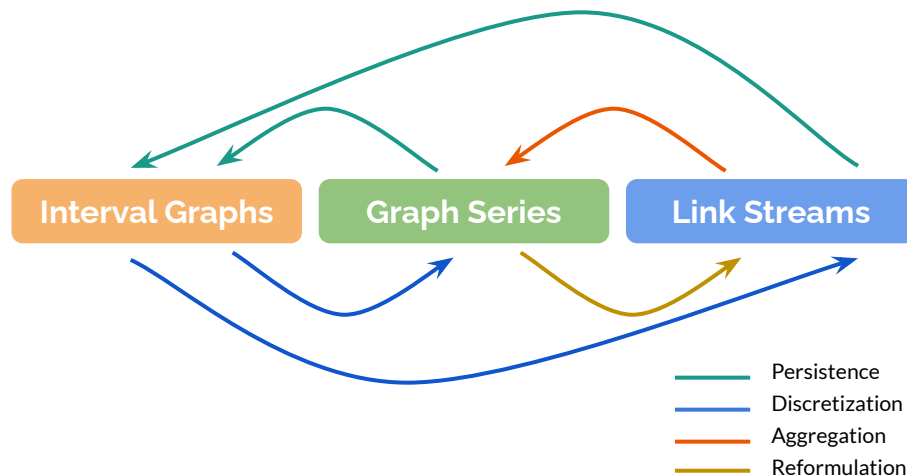 Interval Graphs
Graph Series
Link Streams
Persistence
Discretization
Aggregation
Reformulation